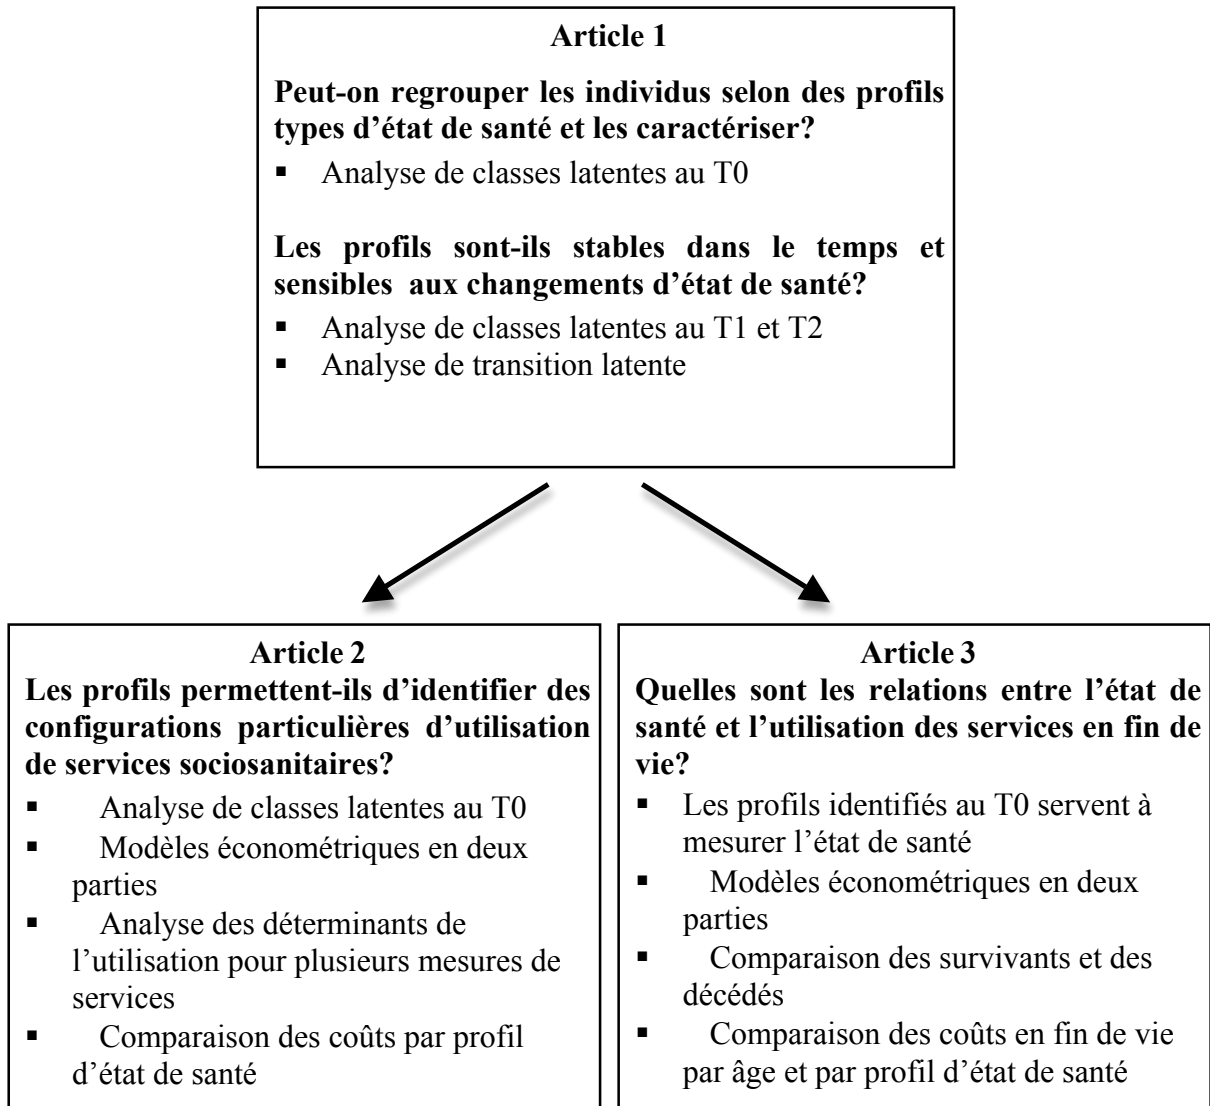 Article 1
Peut-on regrouper les individus selon des profils
types d’état de santé et les caractériser?
▪ Analyse de classes latentes au T0
Les profils sont-ils stables dans le temps et
sensibles aux changements d’état de santé?
▪ Analyse de classes latentes au T1 et T2
▪ Analyse de transition latente
Article 2
Les profils permettent-ils d’identifier des
configurations particulières d’utilisation
de services sociosanitaires?
▪ Analyse de classes latentes au T0
▪ Modèles économétriques en deux
parties
▪ Analyse des déterminants de
l’utilisation pour plusieurs mesures de
services
▪ Comparaison des coûts par profil
d’état de santé
Article 3
Quelles sont les relations entre l’état de
santé et l’utilisation des services en fin de
vie?
▪ Les profils identifiés au T0 servent à
mesurer l’état de santé
▪ Modèles économétriques en deux
parties
▪ Comparaison des survivants et des
décédés
▪ Comparaison des coûts en fin de vie
par âge et par profil d’état de santé